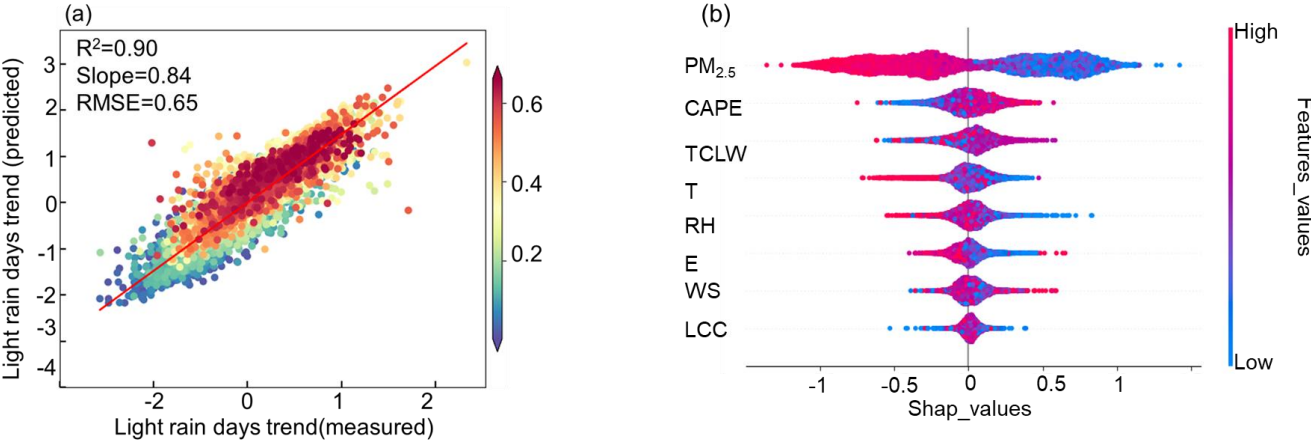 (a)
R²=0.90
Slope=0.84
RMSE=0.65
Light rain days trend (predicted)
3
2
1
0
-1
-2
-3
-4
-2 0 1 2
Light rain days trend(measured)
0.6
0.4
0.2
(b)
PM₂.₅
CAPE
TCLW
T
RH
E
WS
LCC
-1 -0.5 0 0.5 1
Shap_values
High
Features_values
Low